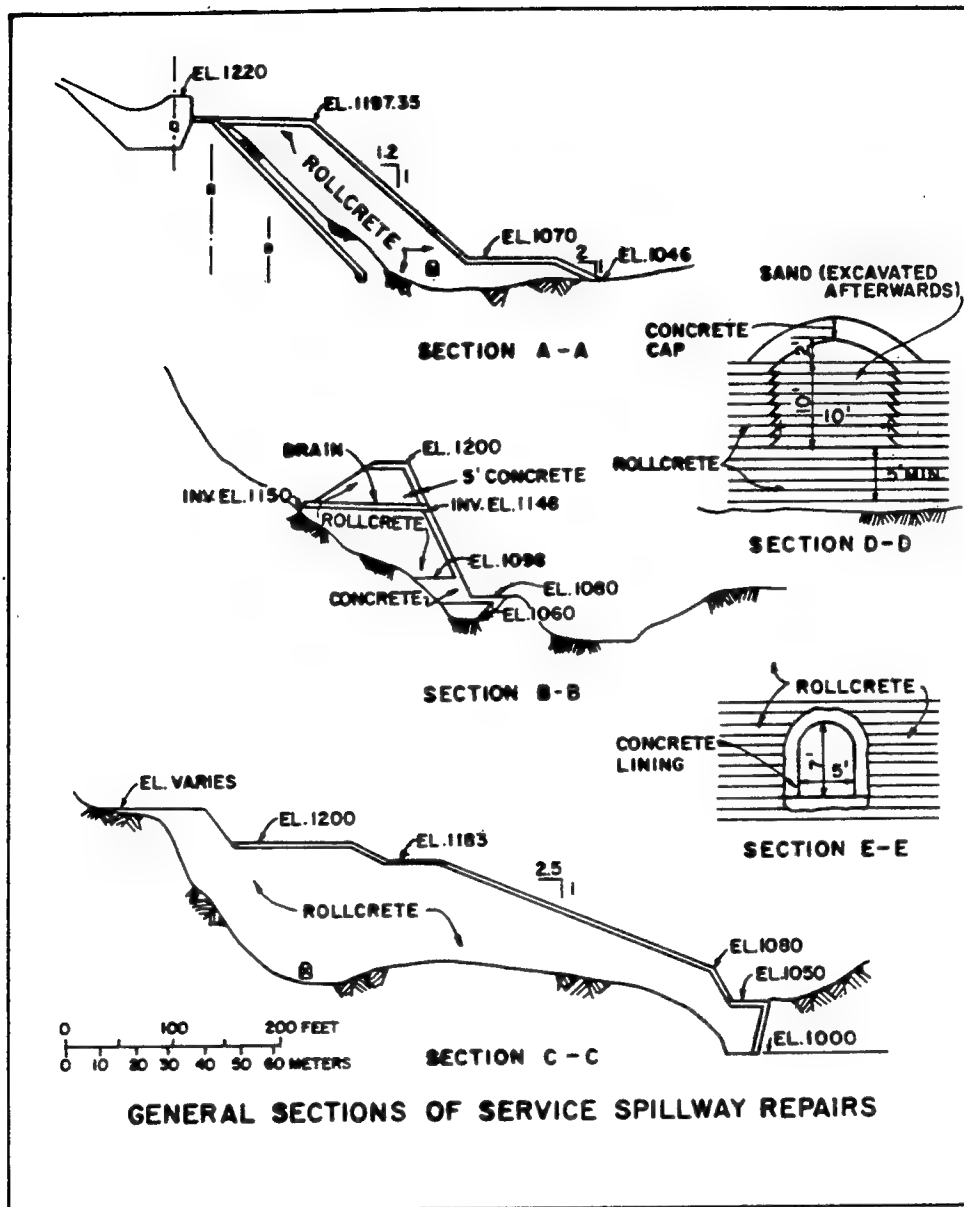 EL.1220
EL.1197.35
1.2
1
ROLLCRETE
EL.1070
2
1
EL.1046
SECTION A-A
SAND (EXCAVATED
AFTERWARDS)
CONCRETE
CAP
2'
10'
10'
ROLLCRETE
5' MIN.
SECTION D-D
DRAIN
EL.1200
5' CONCRETE
INV. EL.1150
INV. EL.1146
ROLLCRETE
EL.1098
CONCRETE
EL.1080
EL.1060
SECTION B-B
ROLLCRETE
CONCRETE
LINING
7'
5'
SECTION E-E
EL. VARIES
EL.1200
EL.1183
2.5
1
ROLLCRETE
EL.1080
EL.1050
EL.1000
0 100 200 FEET
0 10 20 30 40 50 60 METERS
SECTION C-C
GENERAL SECTIONS OF SERVICE SPILLWAY REPAIRS